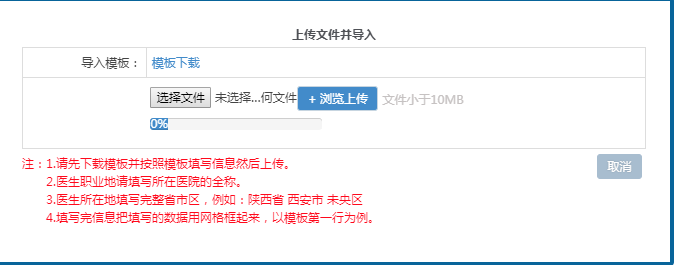 上传文件并导入
导入模板： 模板下载
选择文件 未选择...何文件 + 浏览上传 文件小于10MB
0%
注：1.请先下载模板并按照模板填写信息然后上传。 取消
2.医生职业地请填写所在医院的全称。
3.医生所在地填写完整省市区，例如：陕西省 西安市 未央区
4.填写完信息把填写的数据用网格框起来，以模板第一行为例。